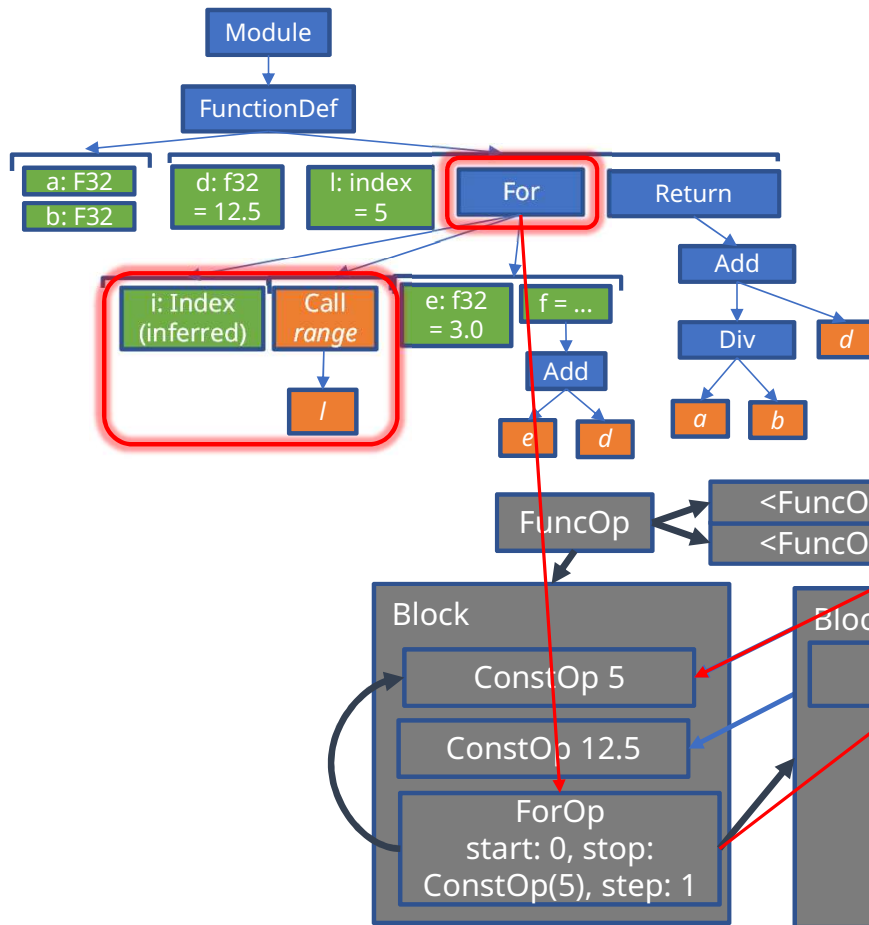 Module
FunctionDef
a: F32
b: F32
d: f32
= 12.5
l: index
= 5
For
Return
i: Index
(inferred)
Call
range
l
e: f32
= 3.0
f = ...
Add
e
d
Add
Div
d
a
b
FuncOp
<FuncO
<FuncO
Block
ConstOp 5
ConstOp 12.5
ForOp
start: 0, stop:
ConstOp(5), step: 1
Bloc